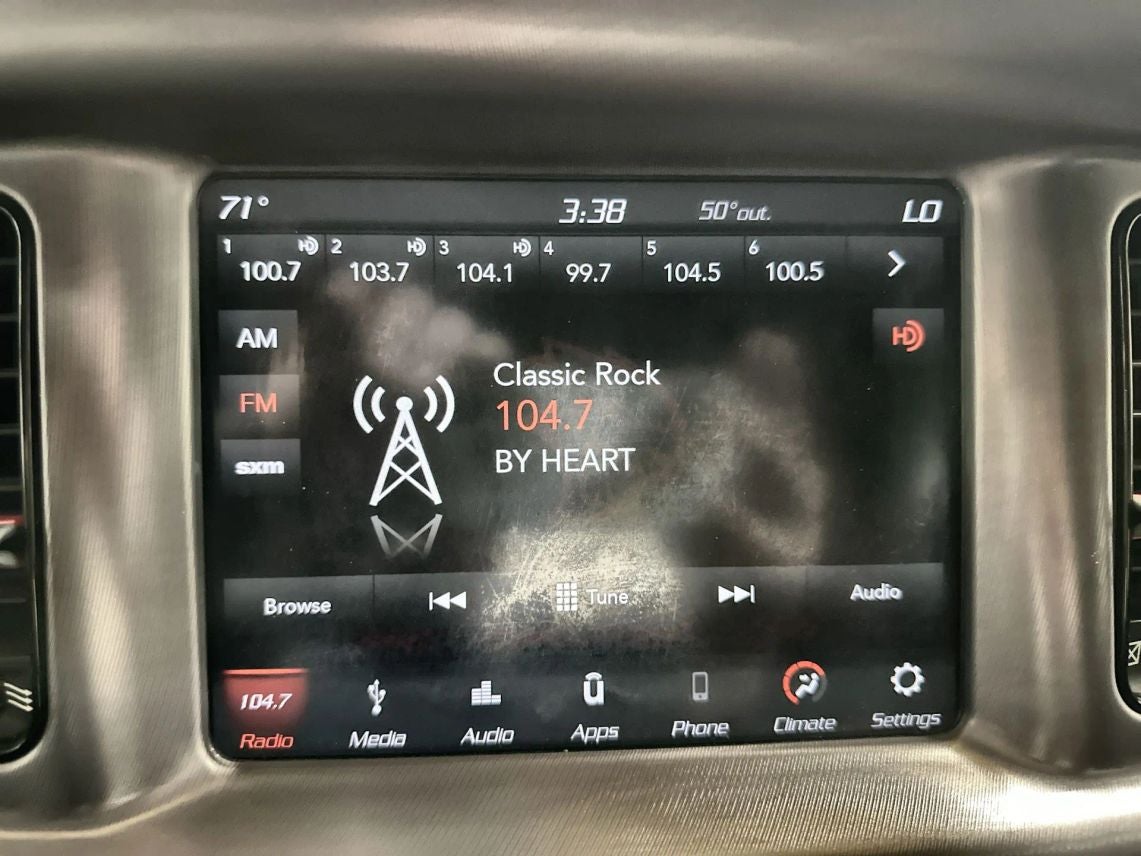 71° 3:38 50°out. LO
1 2 3 4 5 6
100.7 103.7 104.1 99.7 104.5 100.5
AM
FM
sxm
HD
Classic Rock
104.7
BY HEART
Browse Tune Audio
104.7
Radio Media Audio Apps Phone Climate Settings